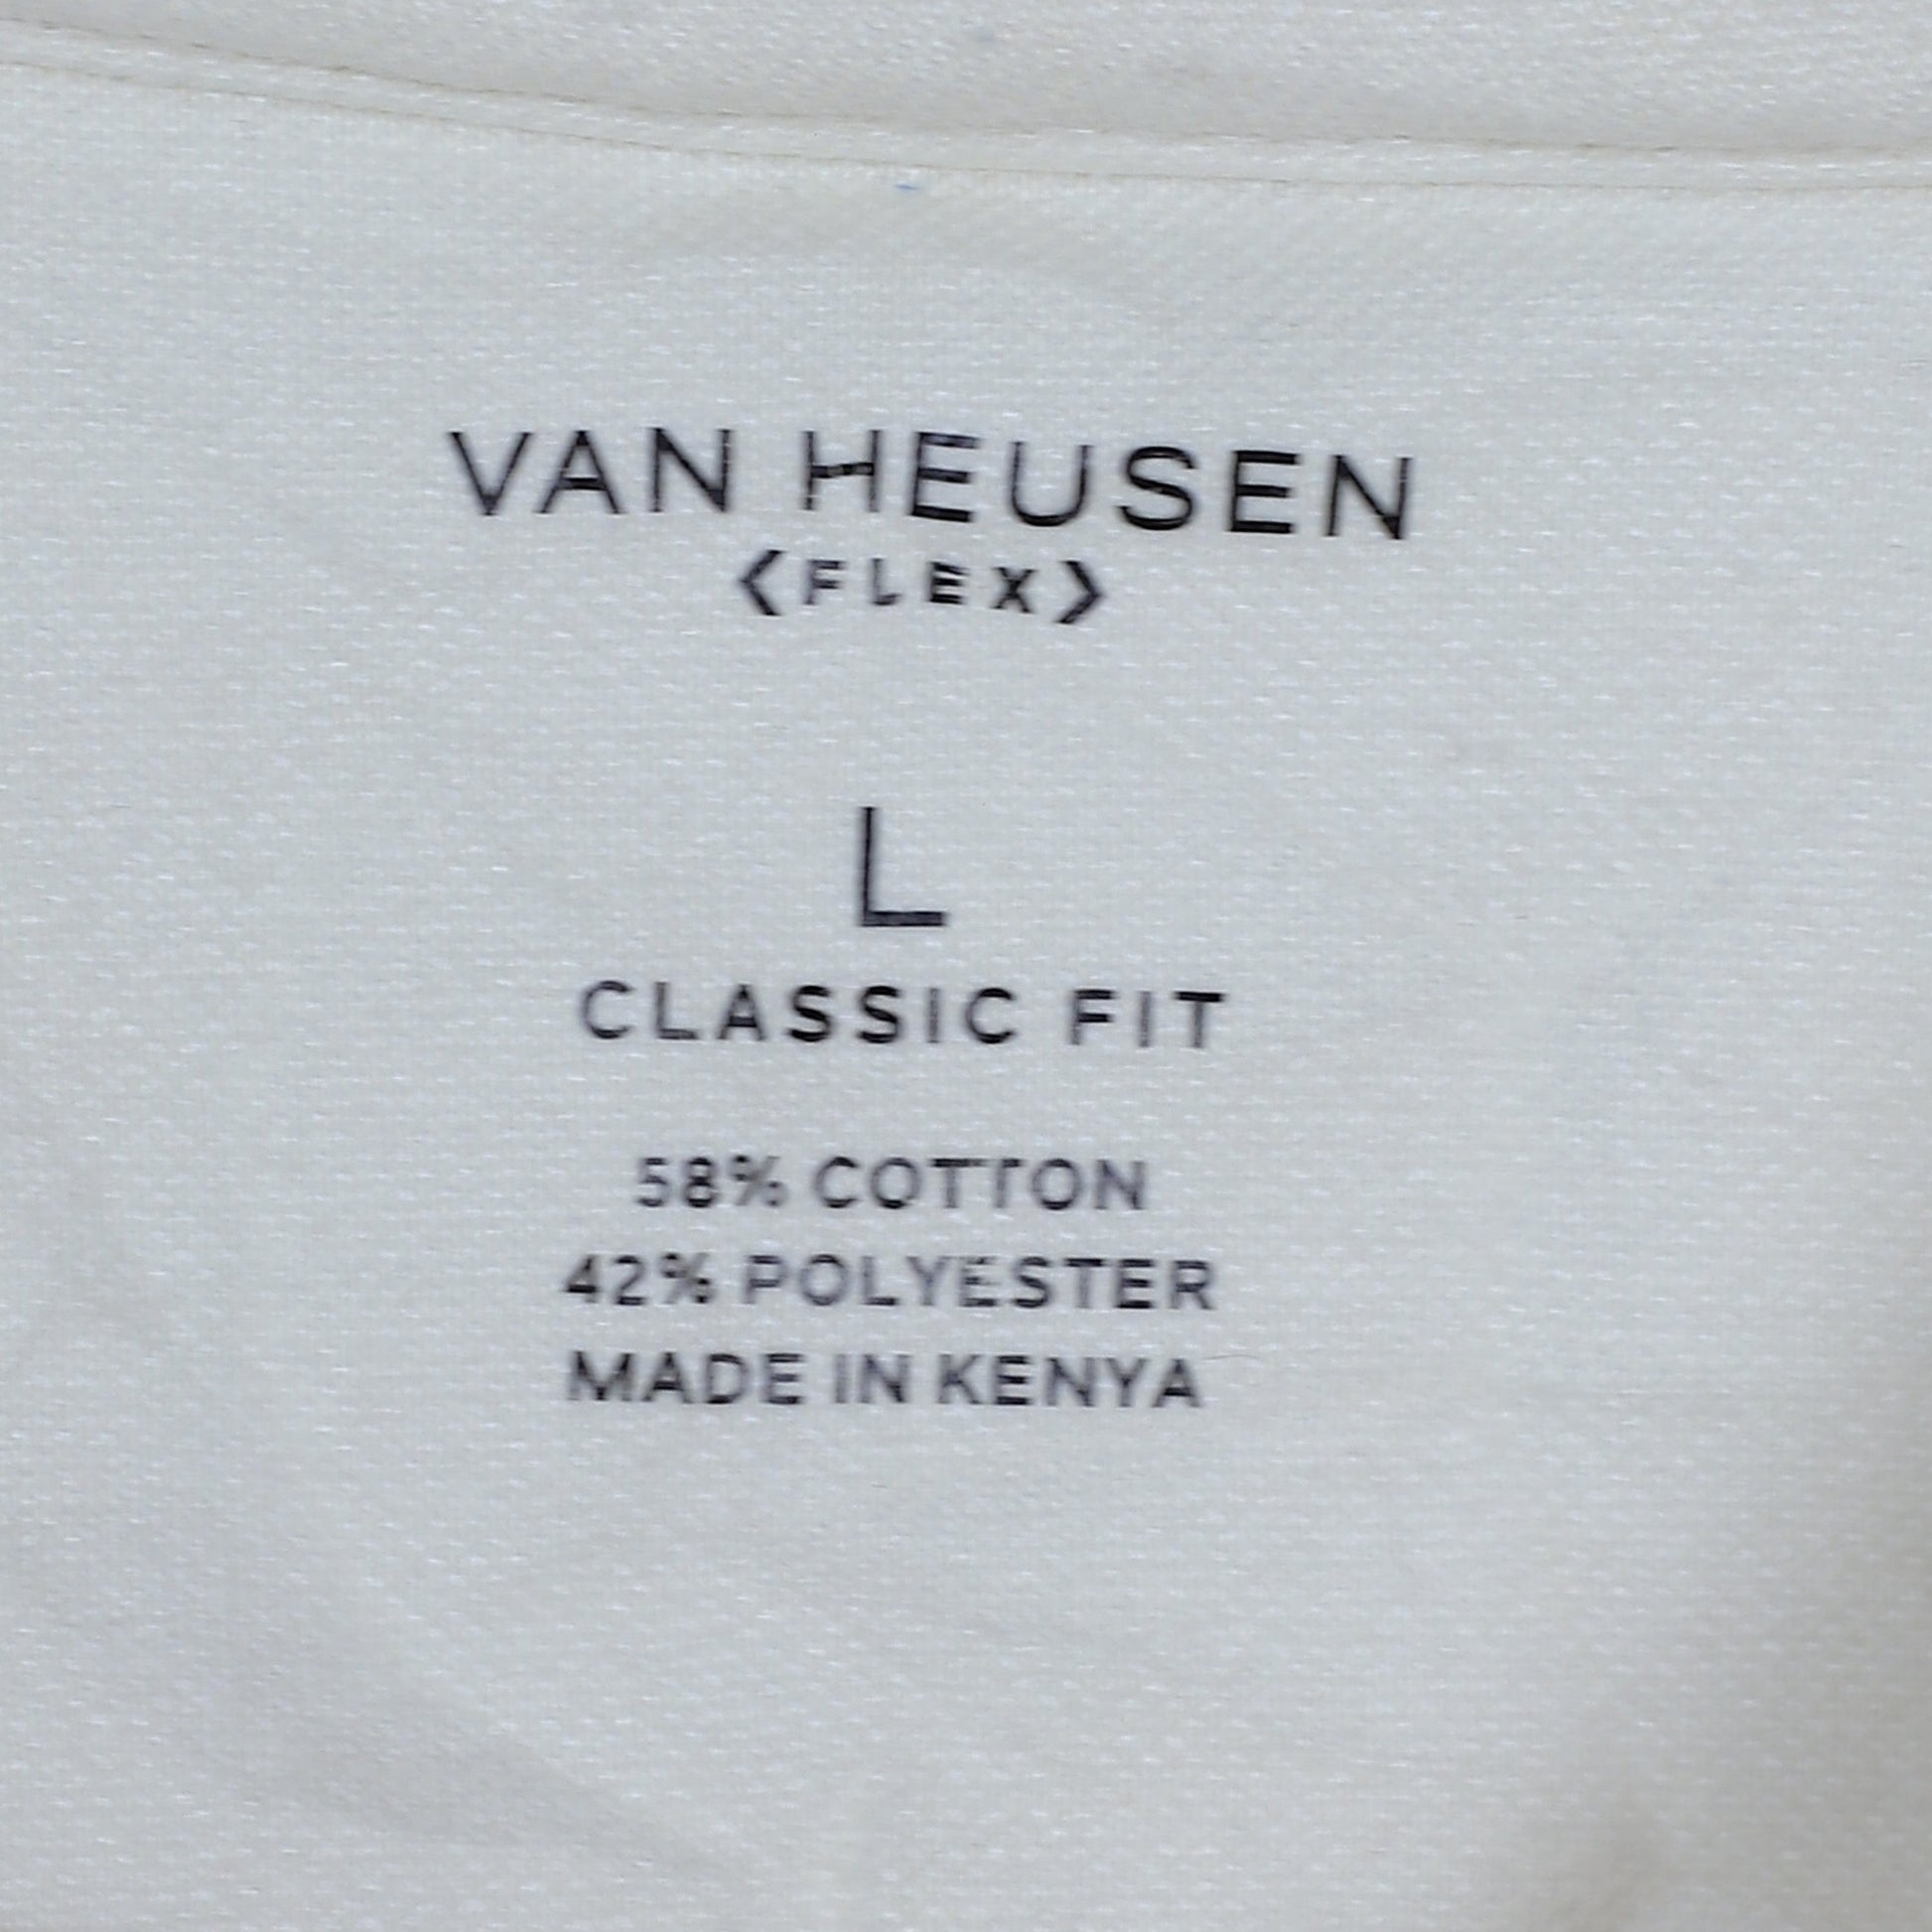 VAN HEUSEN
<FLEX>
L
CLASSIC FIT
58% COTTON
42% POLYESTER
MADE IN KENYA